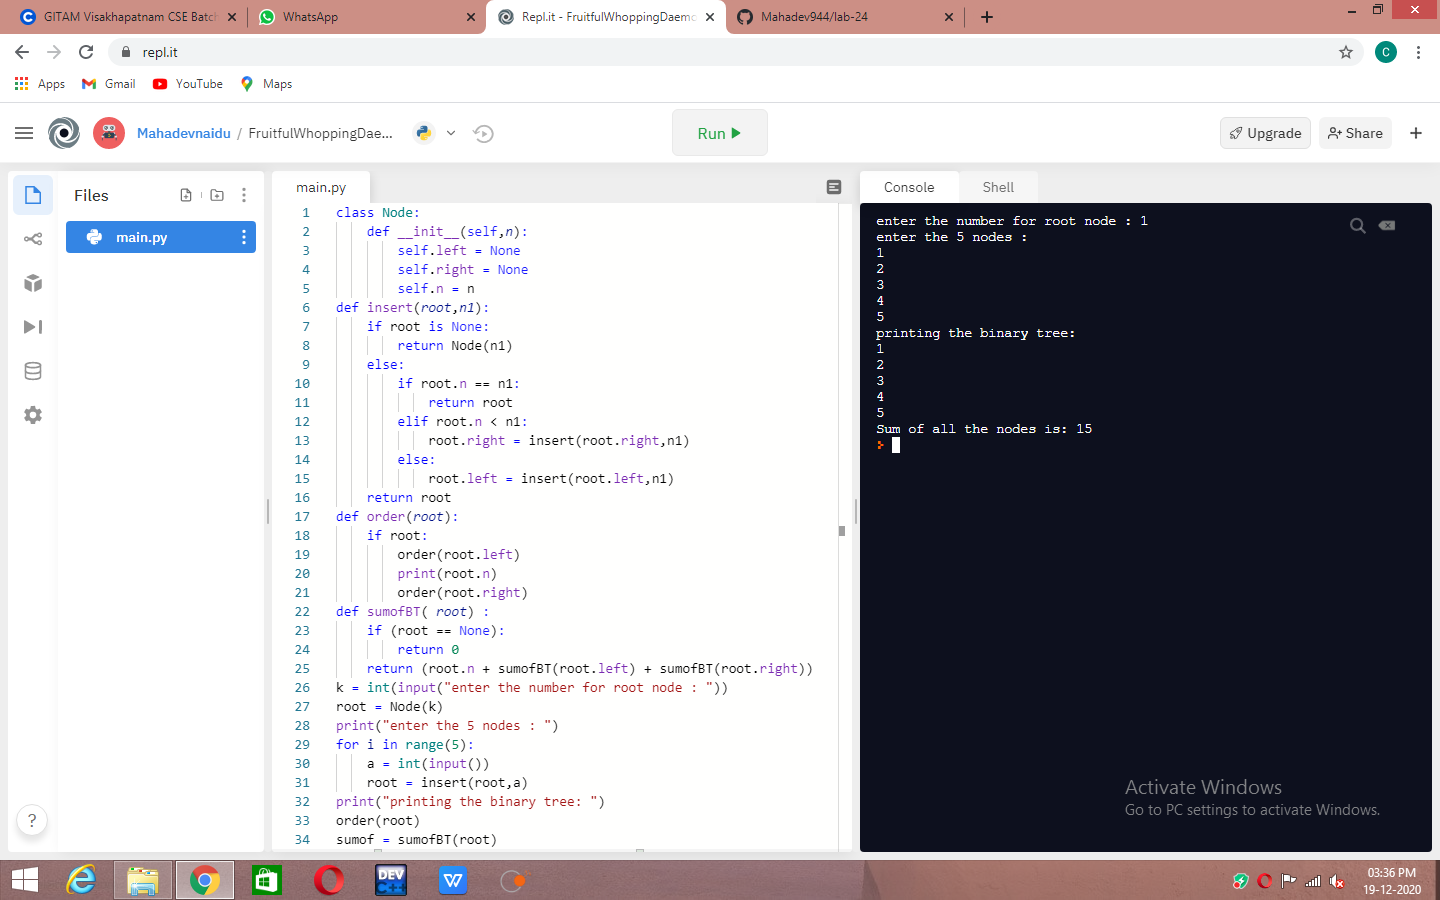 GITAM Visakhapatnam CSE Batch
WhatsApp
Repl.it - FruitfulWhoppingDaemo
Mahadev944/lab-24
repl.it
C
Apps
Gmail
YouTube
Maps
Mahadevnaidu / FruitfulWhoppingDae...
Run
Upgrade
Share
Files
main.py
main.py
1 class Node:
2 def __init__(self,n):
3 self.left = None
4 self.right = None
5 self.n = n
6 def insert(root,n1):
7 if root is None:
8 return Node(n1)
9 else:
10 if root.n == n1:
11 return root
12 elif root.n < n1:
13 root.right = insert(root.right,n1)
14 else:
15 root.left = insert(root.left,n1)
16 return root
17 def order(root):
18 if root:
19 order(root.left)
20 print(root.n)
21 order(root.right)
22 def sumofBT( root) :
23 if (root == None):
24 return 0
25 return (root.n + sumofBT(root.left) + sumofBT(root.right))
26 k = int(input("enter the number for root node : "))
27 root = Node(k)
28 print("enter the 5 nodes : ")
29 for i in range(5):
30 a = int(input())
31 root = insert(root,a)
32 print("printing the binary tree: ")
33 order(root)
34 sumof = sumofBT(root)
Console
Shell
enter the number for root node : 1
enter the 5 nodes :
1
2
3
4
5
printing the binary tree:
1
2
3
4
5
Sum of all the nodes is: 15
Activate Windows
Go to PC settings to activate Windows.
?
DEV
C++
W
03:36 PM
19-12-2020